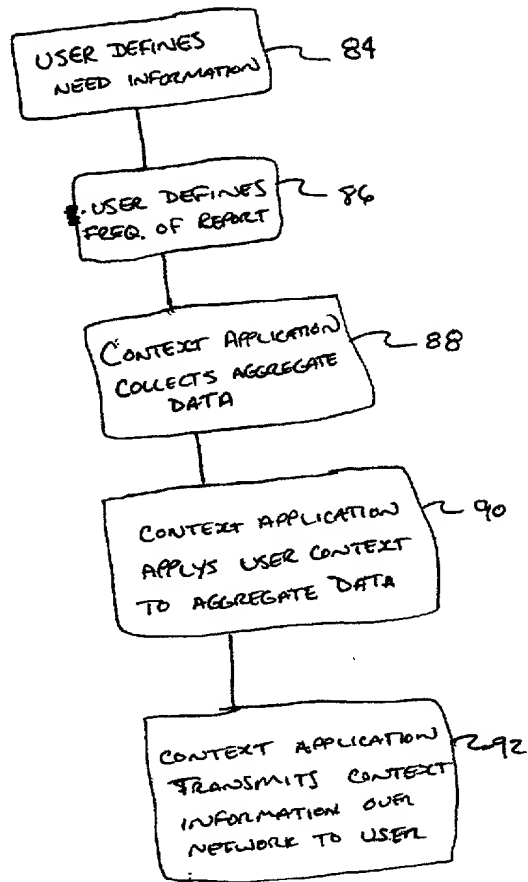 USER DEFINES
NEED INFORMATION
84
USER DEFINES
FREQ. OF REPORT
86
CONTEXT APPLICATION
COLLECTS AGGREGATE
DATA
88
CONTEXT APPLICATION
APPLYS USER CONTEXT
TO AGGREGATE DATA
90
CONTEXT APPLICATION
TRANSMITS CONTEXT
INFORMATION OVER
NETWORK TO USER
92